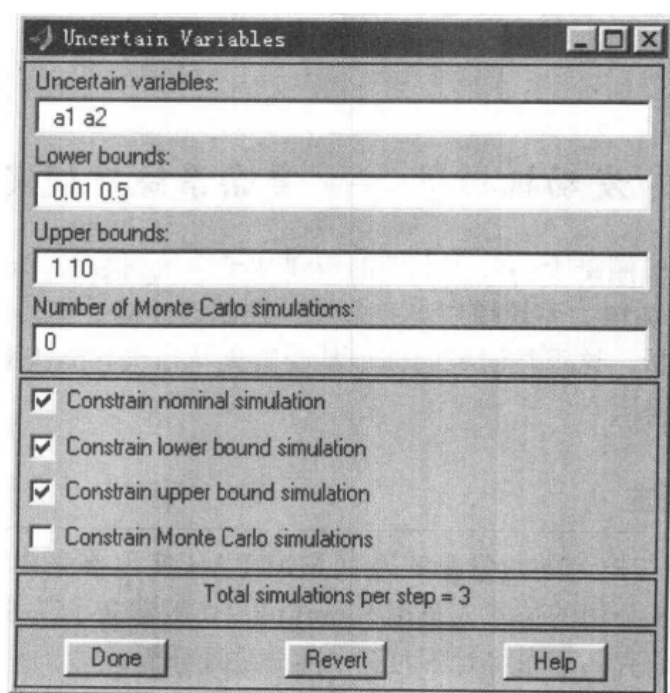 Uncertain Variables
Uncertain variables:
a1 a2
Lower bounds:
0.01 0.5
Upper bounds:
1 10
Number of Monte Carlo simulations:
0
Constrain nominal simulation
Constrain lower bound simulation
Constrain upper bound simulation
Constrain Monte Carlo simulations
Total simulations per step = 3
Done Revert Help